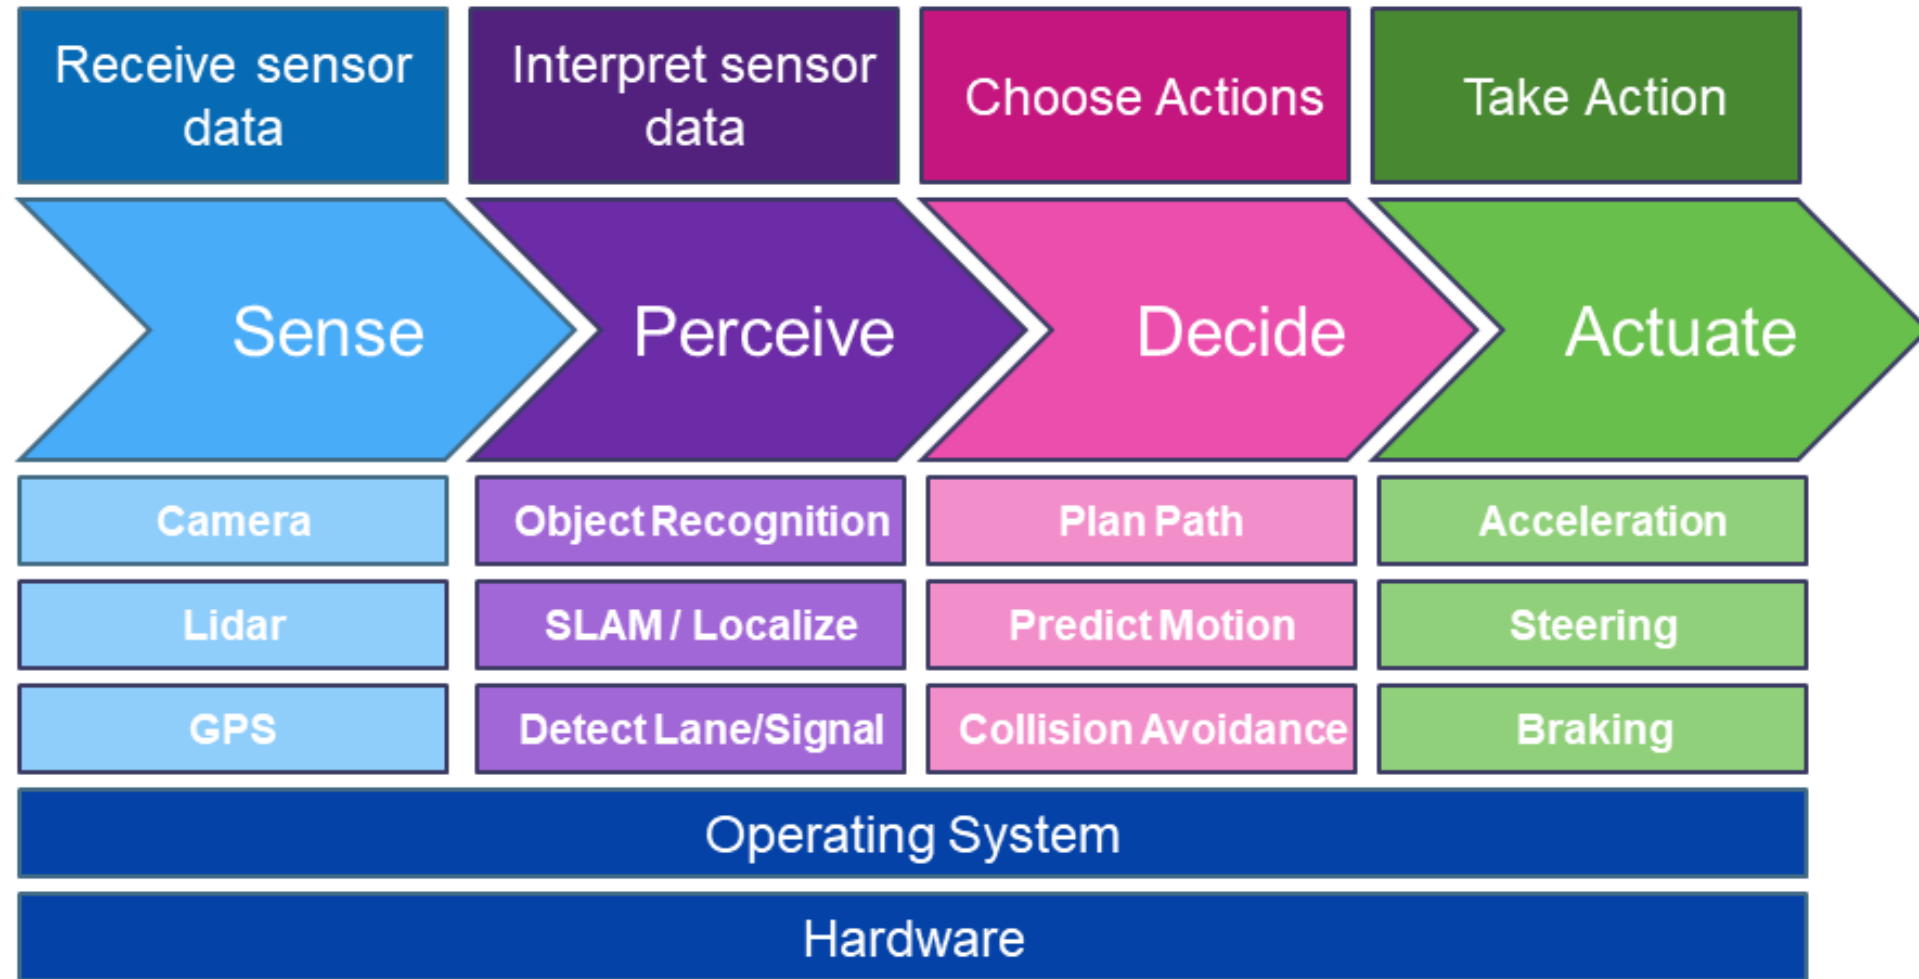 Receive sensor
data
Interpret sensor
data
Choose Actions
Take Action
Sense
Perceive
Decide
Actuate
Camera
Object Recognition
Plan Path
Acceleration
Lidar
SLAM / Localize
Predict Motion
Steering
GPS
Detect Lane/Signal
Collision Avoidance
Braking
Operating System
Hardware